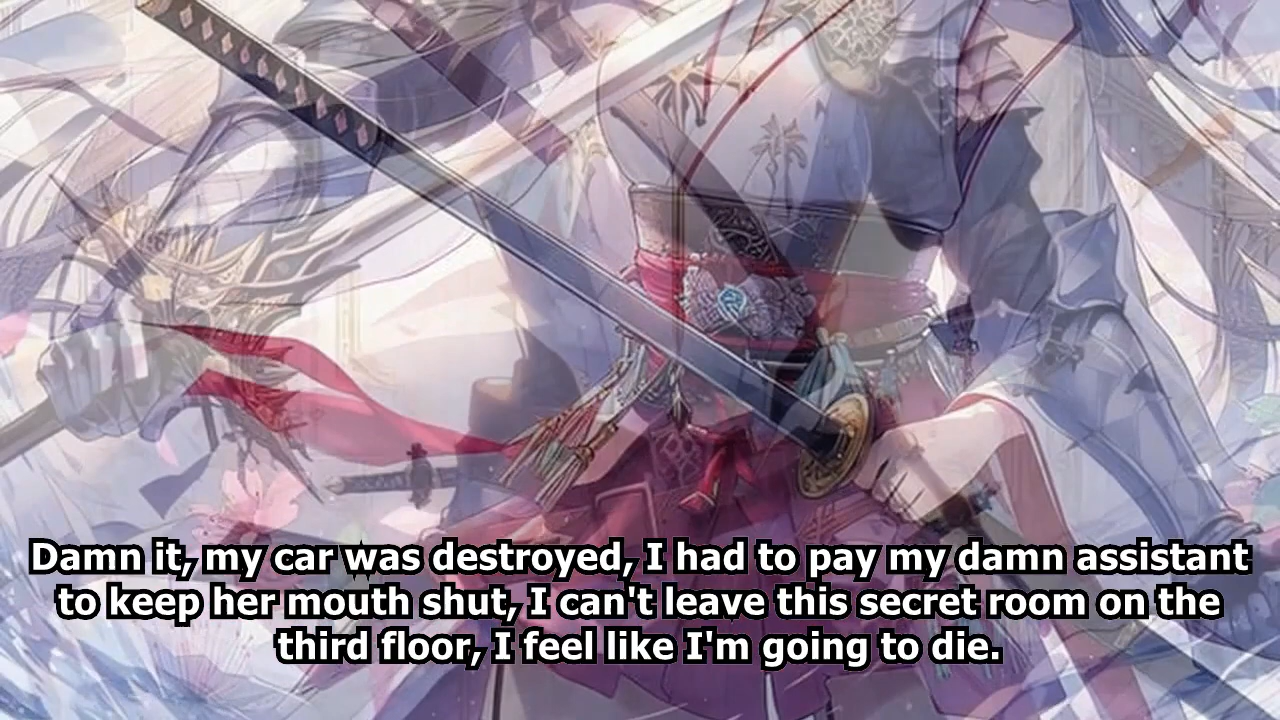 Damn it, my car was destroyed, I had to pay my damn assistant
to keep her mouth shut, I can't leave this secret room on the
third floor, I feel like I'm going to die.